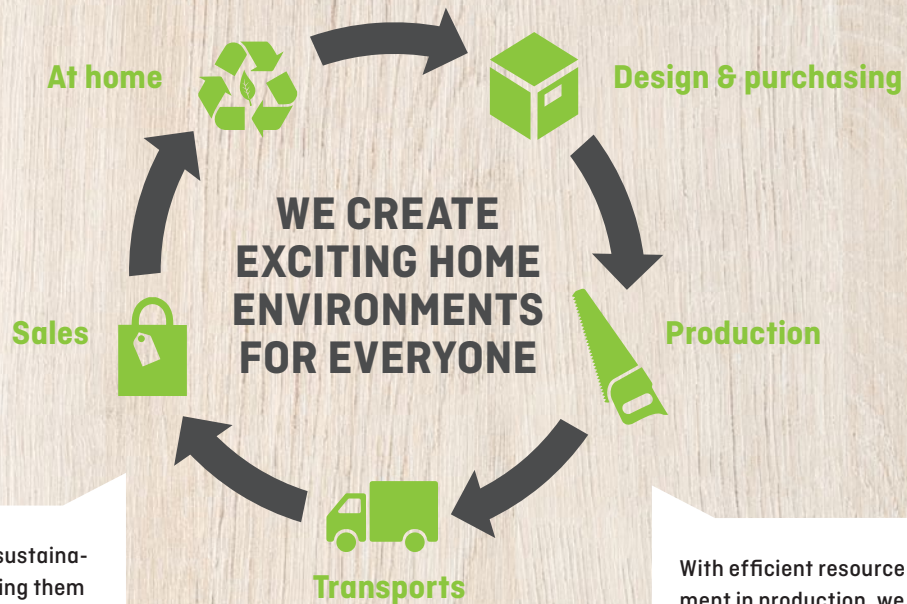 At home
Design & purchasing
WE CREATE
EXCITING HOME
ENVIRONMENTS
FOR EVERYONE
Sales
Production
Transports
sustaina-
ing them
With efficient resource
ment in production, we